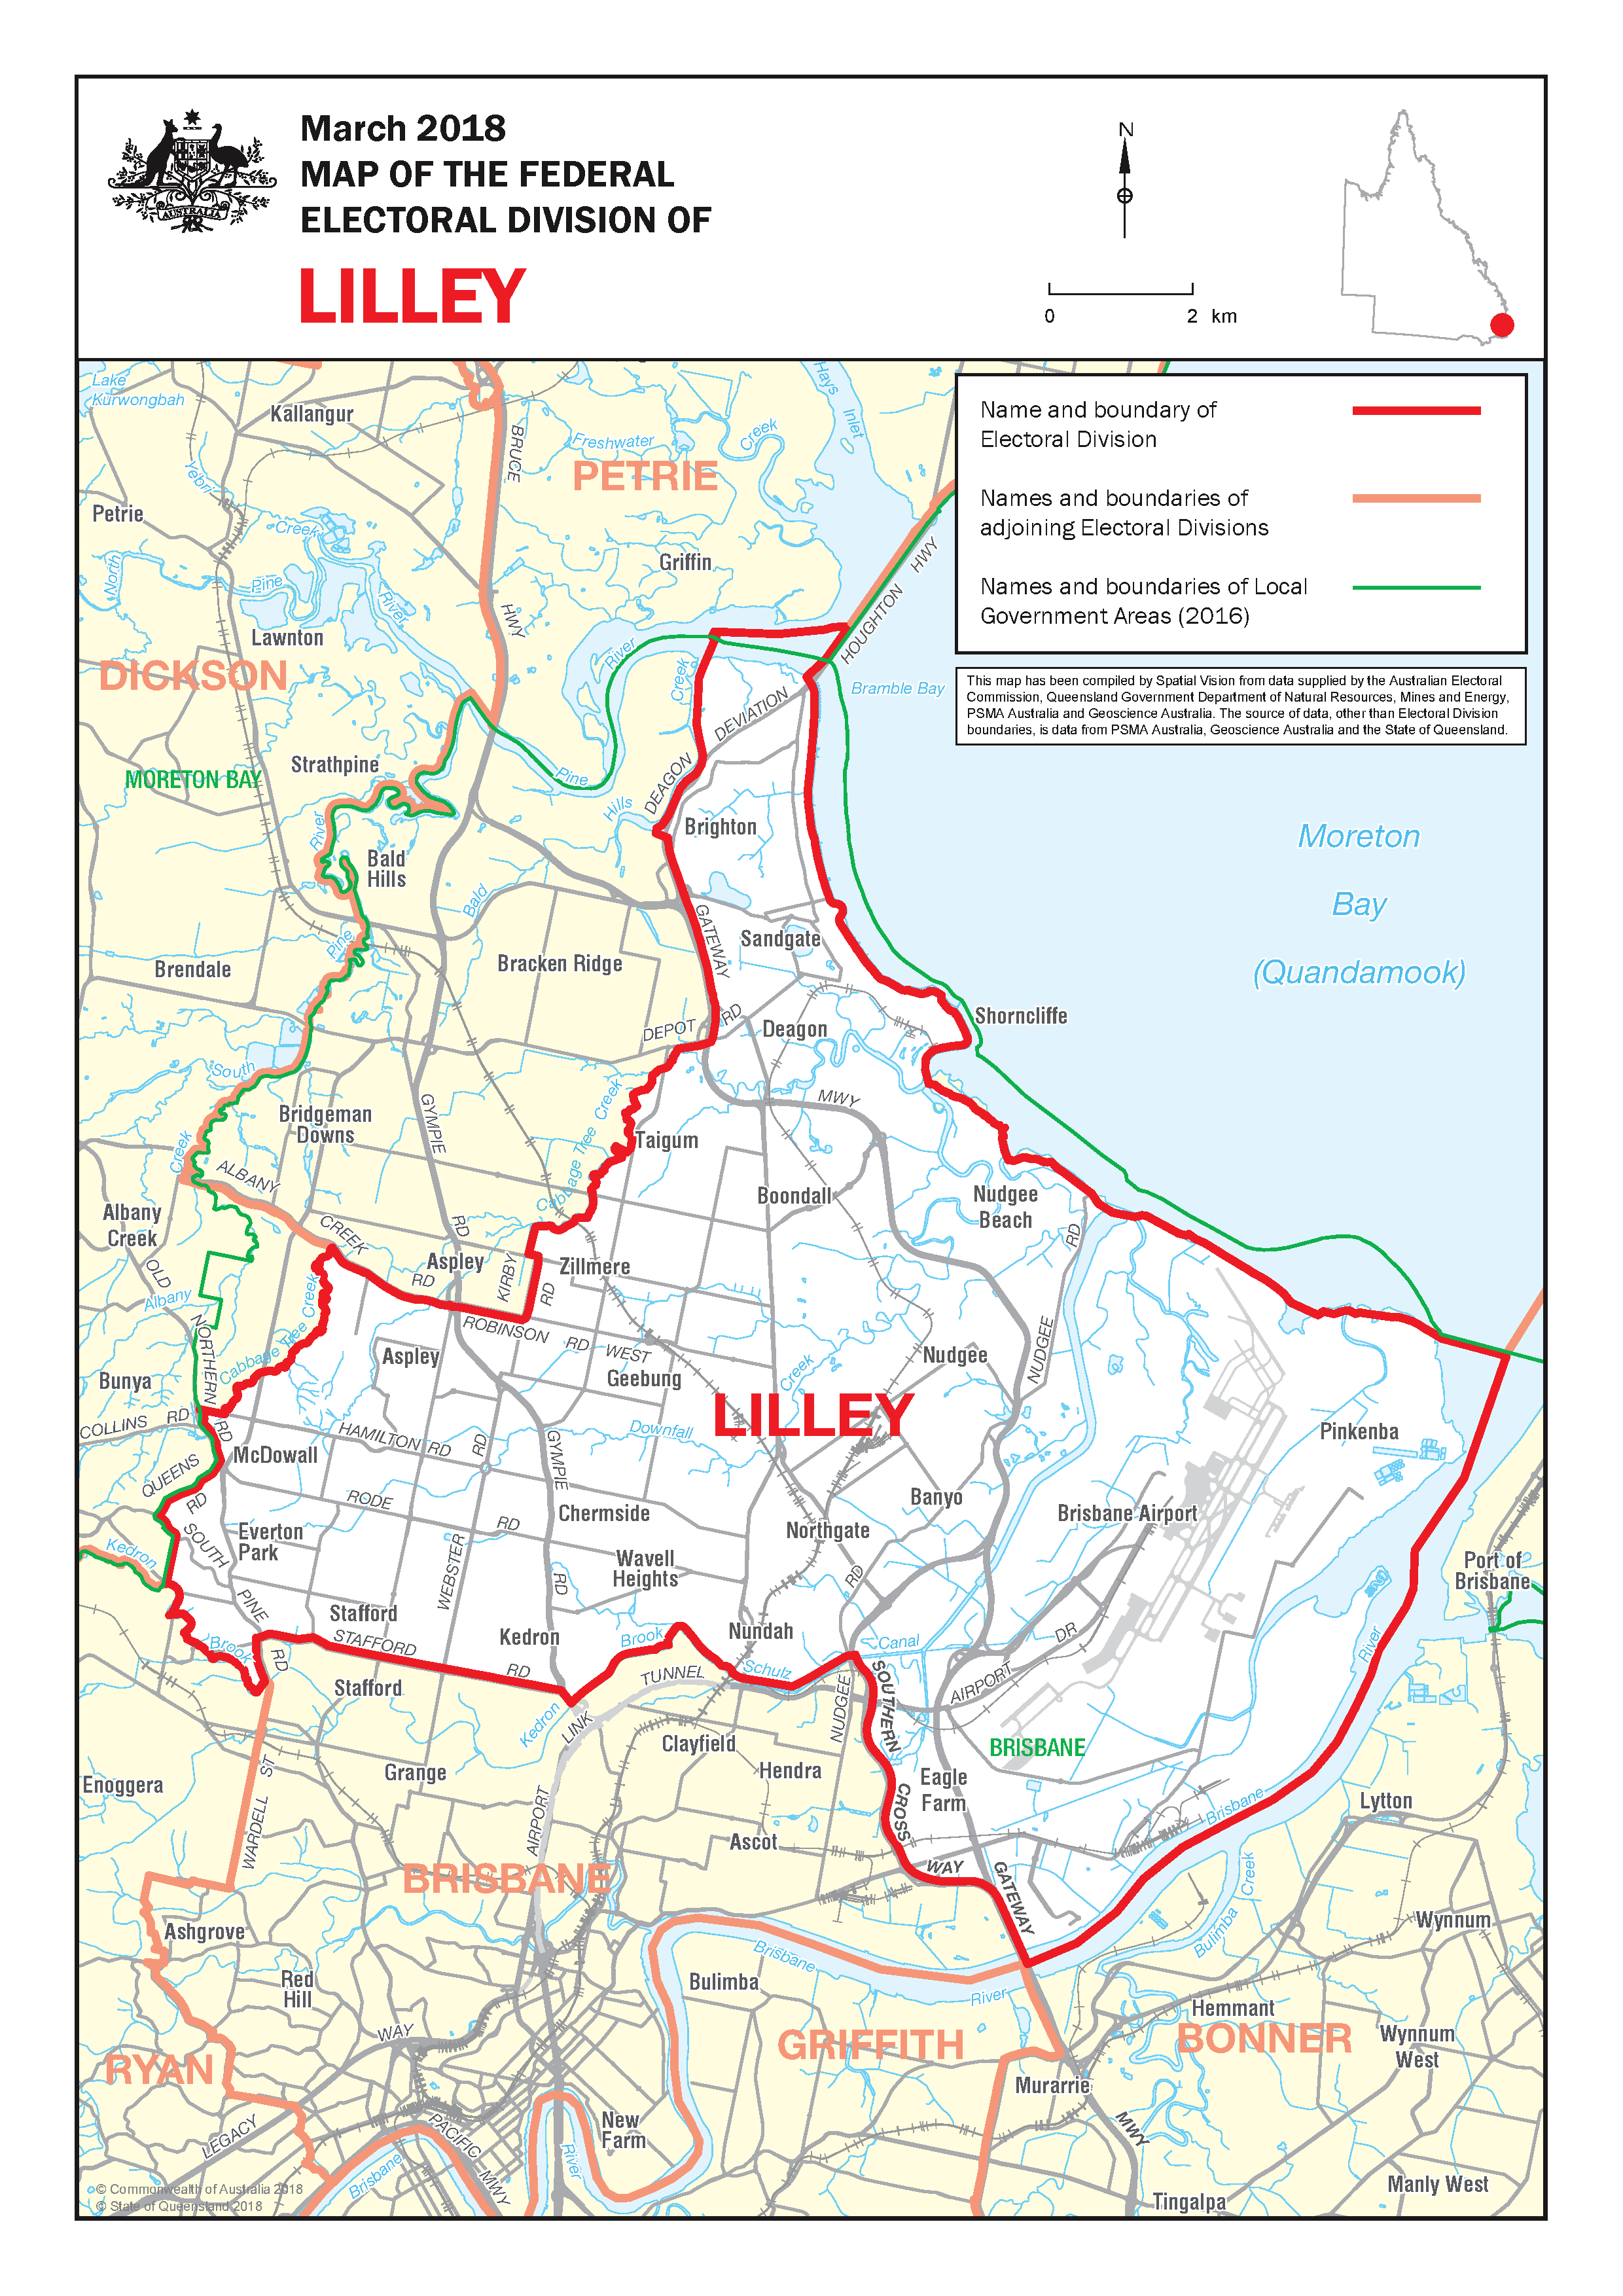 AUSTRALIA
March 2018
MAP OF THE FEDERAL
ELECTORAL DIVISION OF
LILLEY
N
0 2 km
Name and boundary of
Electoral Division
Names and boundaries of
adjoining Electoral Divisions
Names and boundaries of Local
Government Areas (2016)
This map has been compiled by Spatial Vision from data supplied by the Australian Electoral
Commission, Queensland Government Department of Natural Resources, Mines and Energy,
PSMA Australia and Geoscience Australia. The source of data, other than Electoral Division
boundaries, is data from PSMA Australia, Geoscience Australia and the State of Queensland.
Lake
Kurwongbah
Kallangur
BRUCE
Freshwater
Creek
Hays
Inlet
PETRIE
Yebri
Creek
Petrie
North
Pine
River
Griffin
HWY
HOUGHTON
HWY
Lawnton
DICKSON
River
Creek
Bramble Bay
DEVIATION
Strathpine
MORETON BAY
Pine
DEAGON
Hills
Brighton
River
Bald
Hills
Bald
Moreton
Bay
(Quandamook)
GATEWAY
Sandgate
Pine
Brendale
Bracken Ridge
Shorncliffe
DEPOT RD
Deagon
South
MWY
Creek
Bridgeman
Downs
GYMPIE
Cabbage Tree Creek
Taigum
Creek
ALBANY
Boondall
Nudgee
Beach
RD
Albany
Creek
CREEK
RD
Aspley
RD
KIRBY
RD
Zillmere
OLD
Albany
NORTHERN
Cabbage Tree Creek
ROBINSON RD WEST
NUDGEE
Aspley
Geebung
Creek
Nudgee
Bunya
LILLEY
COLLINS RD
RD
HAMILTON RD
RD
Downfall
Pinkenba
McDowall
GYMPIE
QUEENS
RD
RODE
RD
Chermside
Banyo
Brisbane Airport
Everton
Park
SOUTH
Northgate
Kedron
WEBSTER
Wavell
Heights
RD
RD
Port of
Brisbane
PINE
Stafford
STAFFORD
RD
Kedron
Brook
Nundah
Canal
DR
River
Brook
RD
TUNNEL
Schulz
Stafford
AIRPORT
SOUTHERN
NUDGEE
Kedron
LINK
Clayfield
BRISBANE
Enoggera
Grange
Hendra
Eagle
Farm
Brisbane
Lytton
ST
WARDELL
AIRPORT
CROSS
Ascot
WAY
GATEWAY
BRISBANE
Creek
Bulimba
Wynnum
Ashgrove
Brisbane
River
Bulimba
Red
Hill
Hemmant
WAY
GRIFFITH
BONNER
Wynnum
West
RYAN
Murarrie
New
Farm
MWY
LEGACY
PACIFIC
MWY
River
Brisbane
Manly West
Tingalpa
© Commonwealth of Australia 2018
© State of Queensland 2018